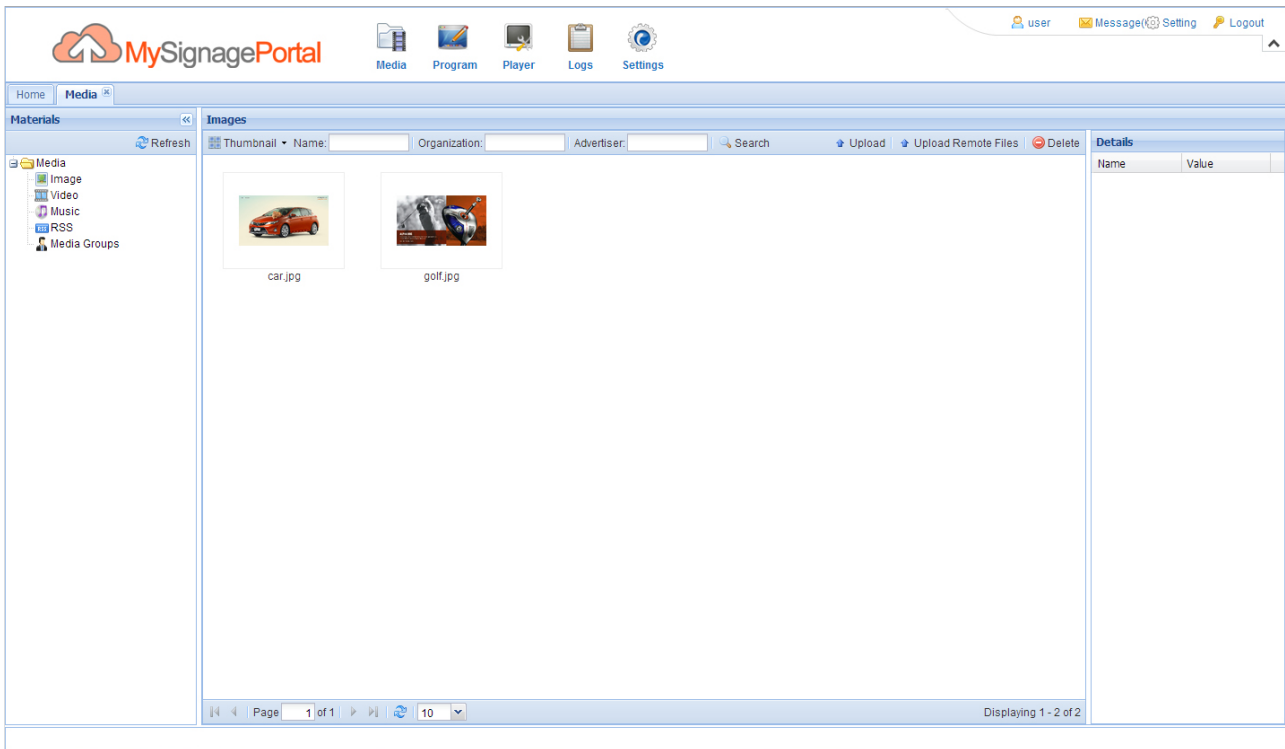 user Message( Setting Logout
MySignagePortal
Media Program Player Logs Settings
Home Media
Materials
Refresh
Media
Image
Video
Music
RSS
Media Groups
Images
Thumbnail Name: Organization: Advertiser: Search Upload Upload Remote Files Delete
car.jpg golf.jpg
Page 1 of 1 10 Displaying 1 - 2 of 2
Details
Name Value